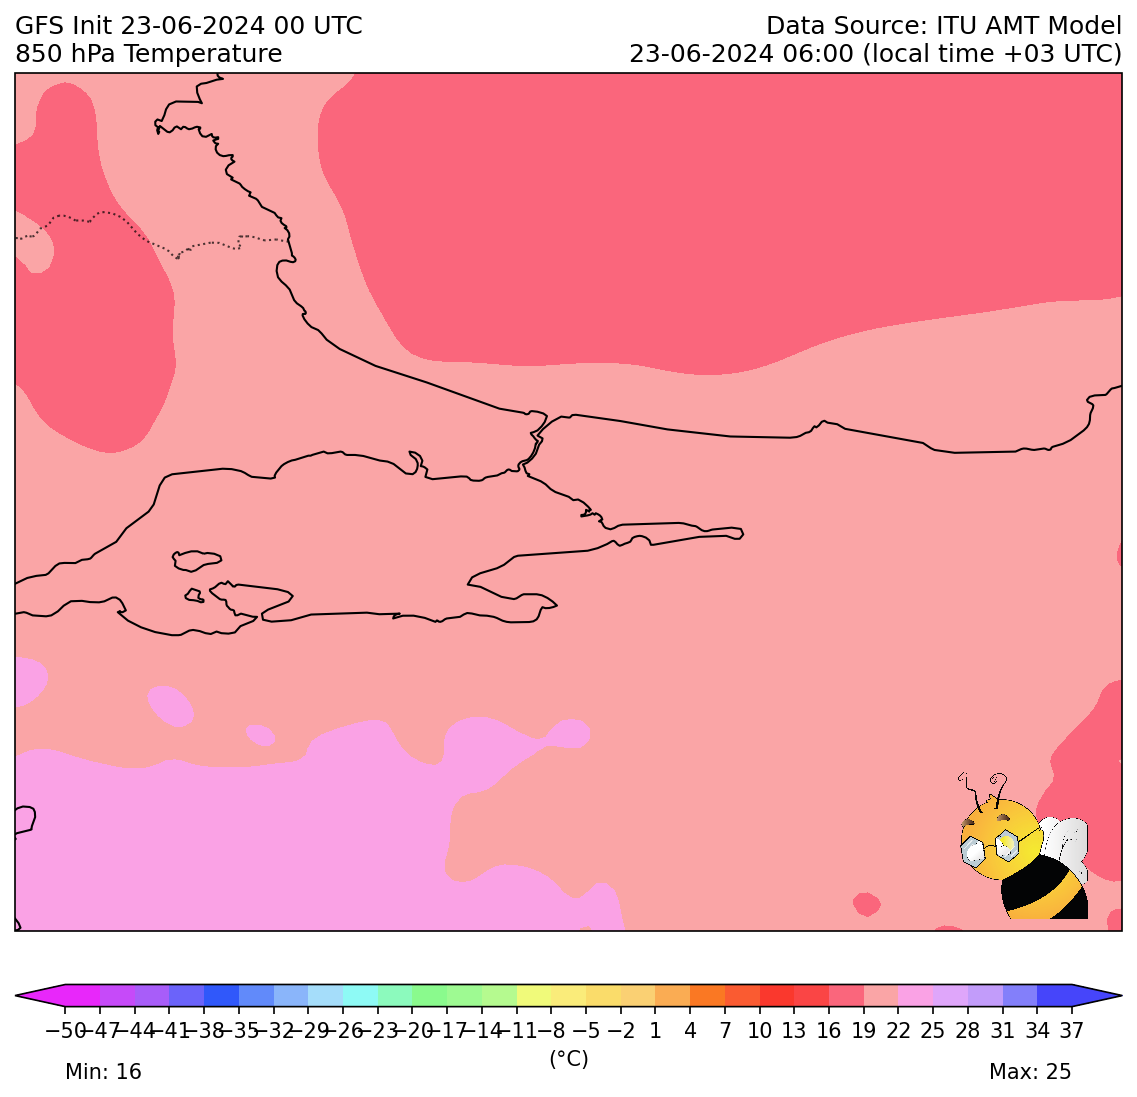 GFS Init 23-06-2024 00 UTC
850 hPa Temperature
Data Source: ITU AMT Model
23-06-2024 06:00 (local time +03 UTC)
−50 −47 −44 −41 −38 −35 −32 −29 −26 −23 −20 −17 −14 −11 −8 −5 −2 1 4 7 10 13 16 19 22 25 28 31 34 37
(°C)
Min: 16
Max: 25